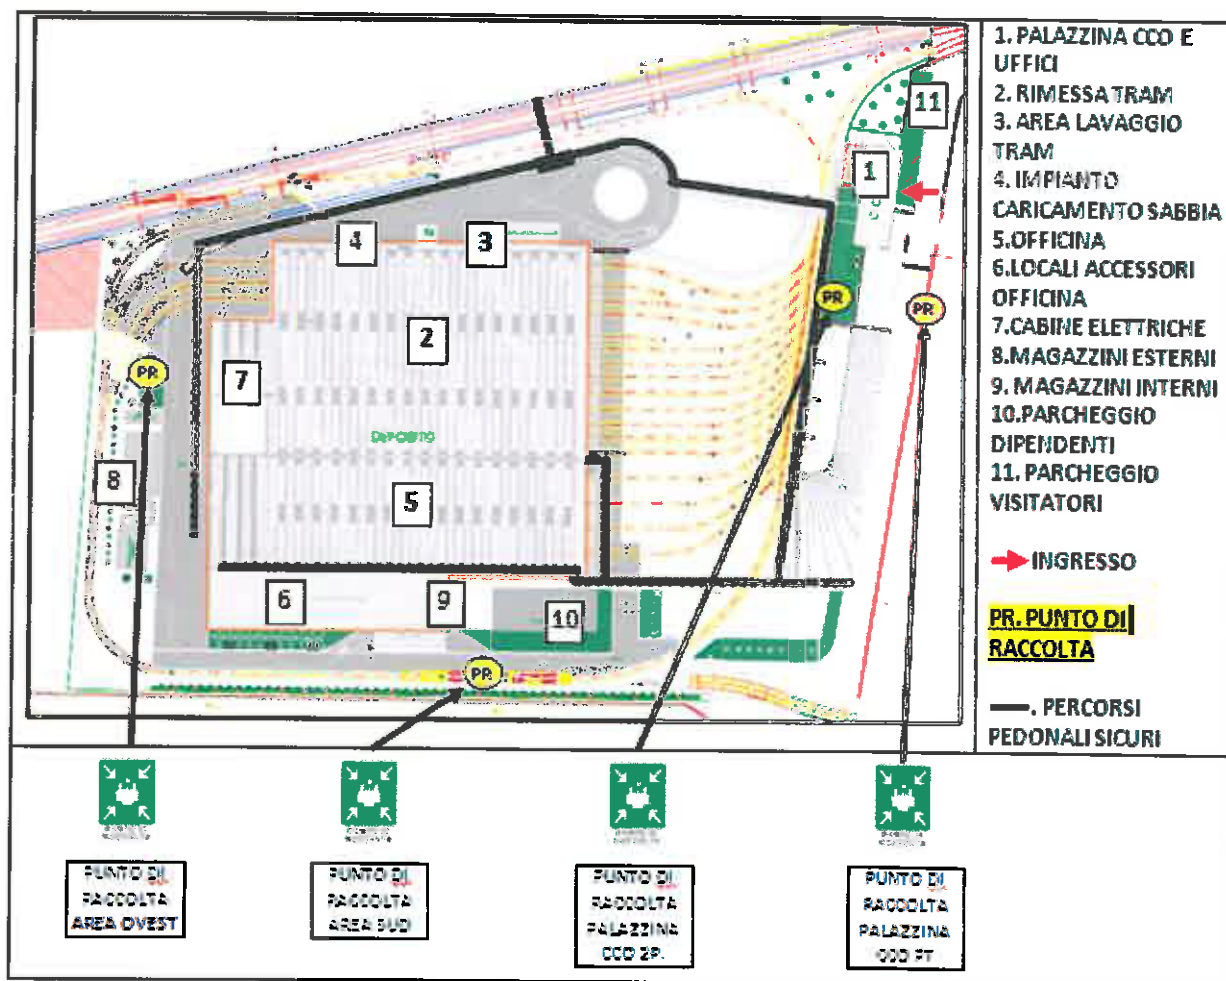 1. PALAZZINA CCO E
UFFICI
2. RIMESSA TRAM
3. AREA LAVAGGIO
TRAM
4. IMPIANTO
CARICAMENTO SABBIA
5.OFFICINA
6.LOCALI ACCESSORI
OFFICINA
7.CABINE ELETTRICHE
8.MAGAZZINI ESTERNI
9. MAGAZZINI INTERNI
10.PARCHEGGIO
DIPENDENTI
11. PARCHEGGIO
VISITATORI
INGRESSO
PR. PUNTO DI
RACCOLTA
. PERCORSI
PEDONALI SICURI
11
1
4
3
PR
PR
2
7
PR
DEPOSITO
8
5
6
9
10
PR
PUNTO DI
RACCOLTA
AREA OVEST
PUNTO DI
RACCOLTA
AREA SUD
PUNTO DI
RACCOLTA
PALAZZINA
CCO 2P.
PUNTO DI
RACCOLTA
PALAZZINA
CCO PT